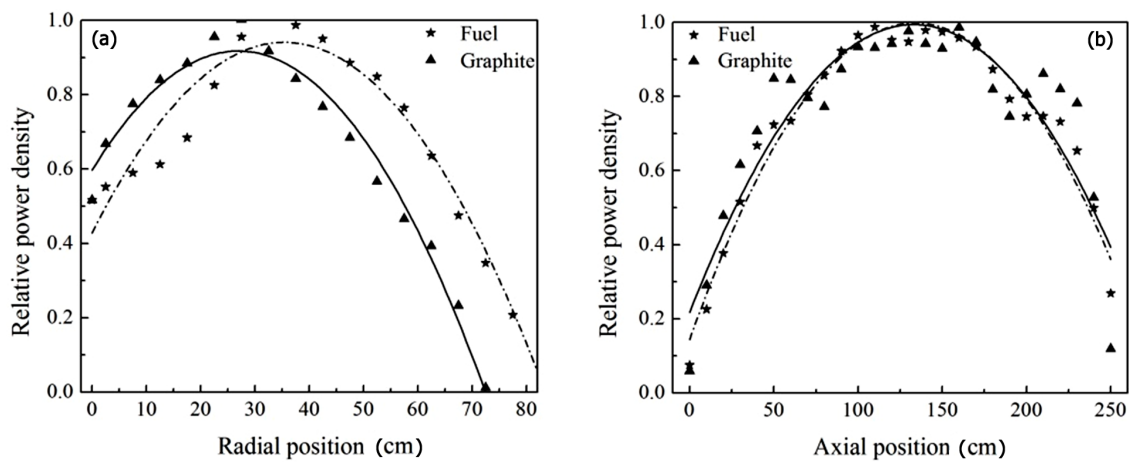 (a)
Fuel
Graphite
Relative power density
1.0
0.8
0.6
0.4
0.2
0.0
0 10 20 30 40 50 60 70 80
Radial position (cm)
(b)
Fuel
Graphite
Relative power density
1.0
0.8
0.6
0.4
0.2
0.0
0 50 100 150 200 250
Axial position (cm)